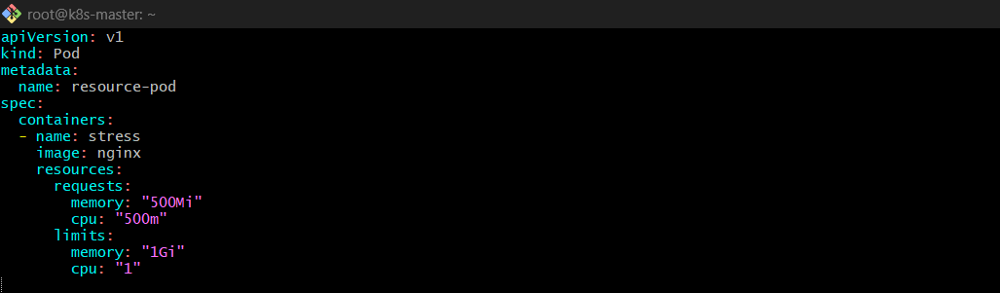 root@k8s-master: ~
apiVersion: v1
kind: Pod
metadata:
  name: resource-pod
spec:
  containers:
  - name: stress
    image: nginx
    resources:
      requests:
        memory: "500Mi"
        cpu: "500m"
      limits:
        memory: "1Gi"
        cpu: "1"